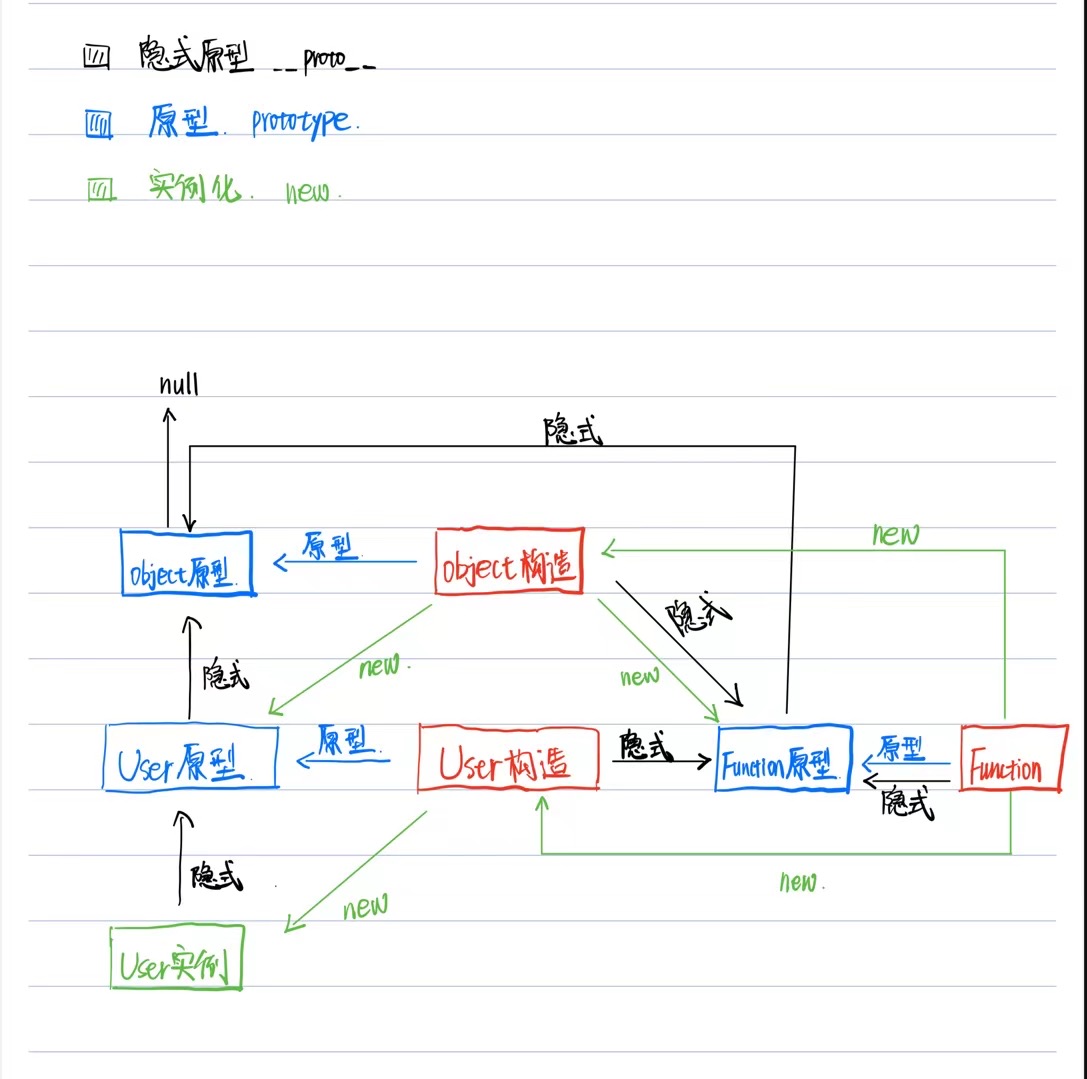 隐式原型 __proto__
原型. prototype.
实例化. new.
null
隐式
new
原型.
object原型.
object构造
隐式
new.
new
隐式
原型.
User原型.
User构造
隐式
Function原型.
原型
Function
隐式
隐式
new.
new
User实例